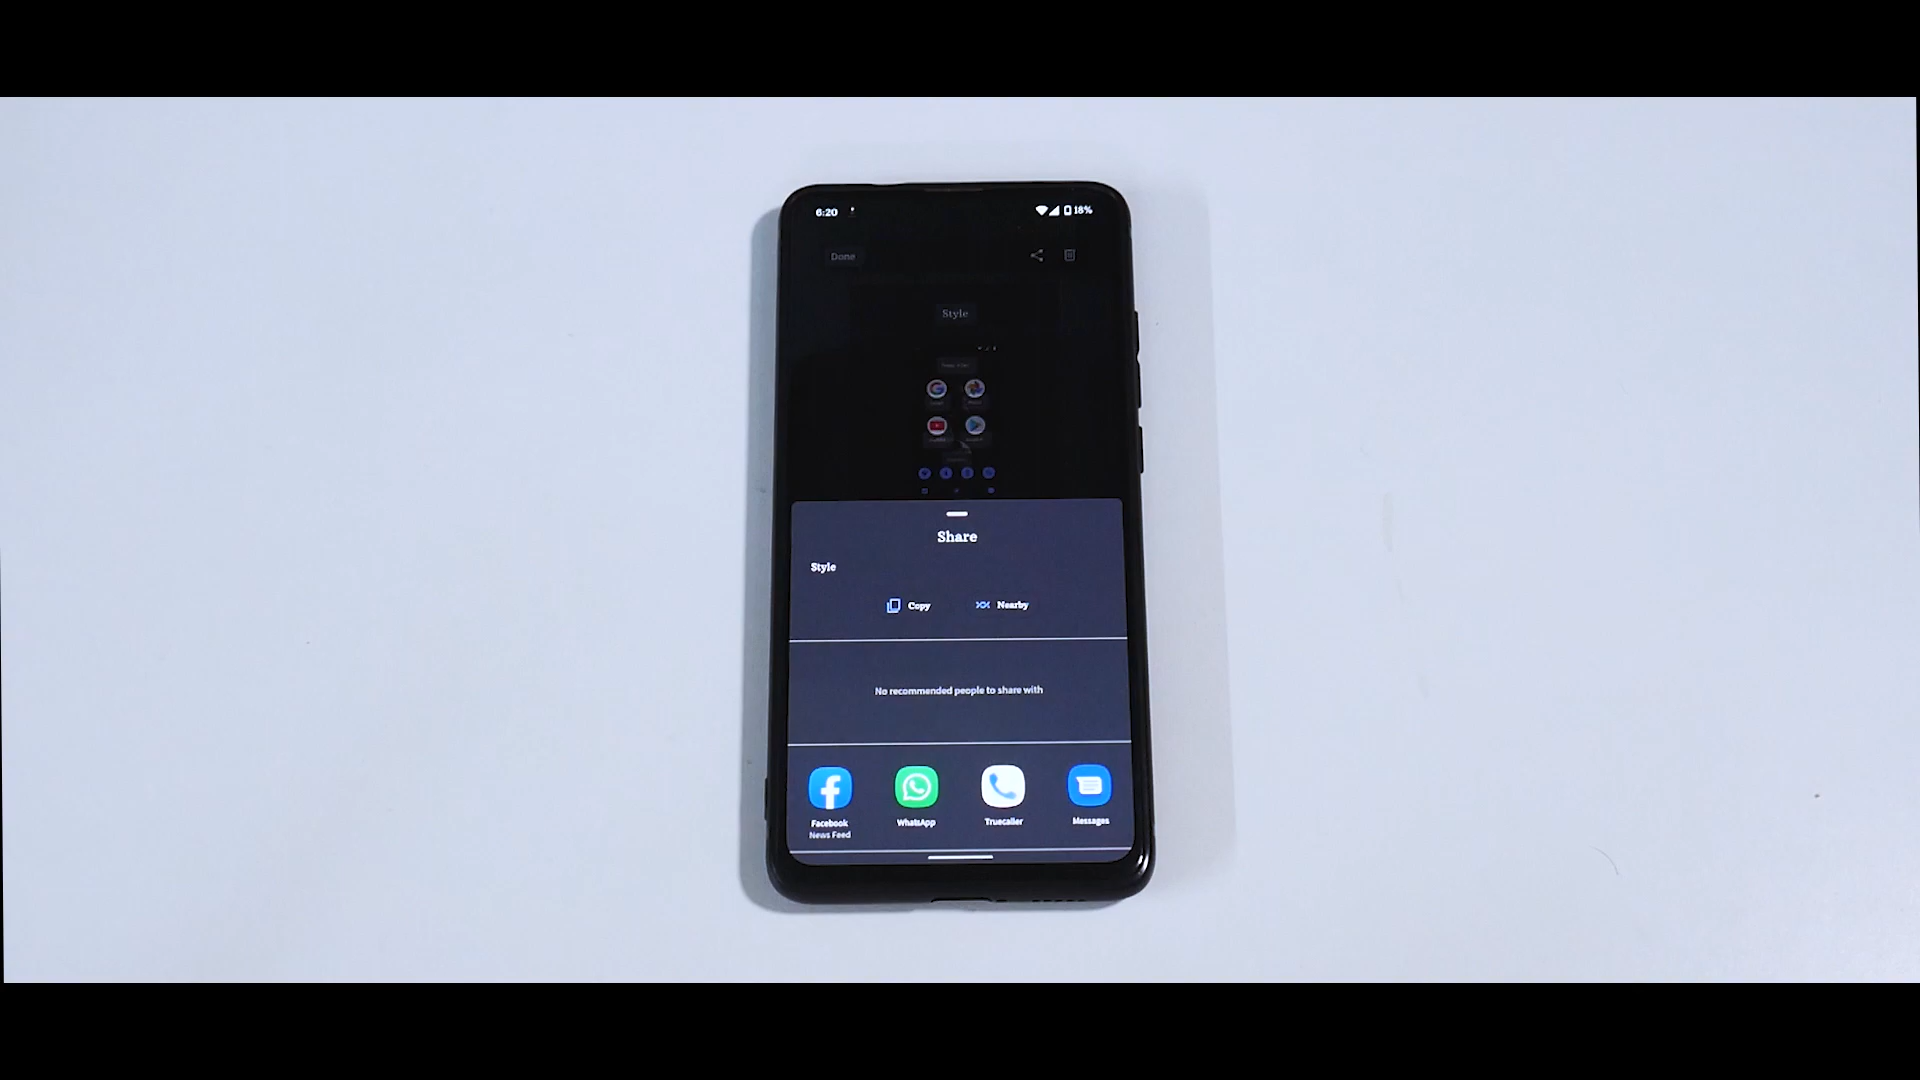 6:20
18%
Done
Style
Share
Style
Copy
Nearby
No recommended people to share with
Facebook
News Feed
WhatsApp
Truecaller
Messages